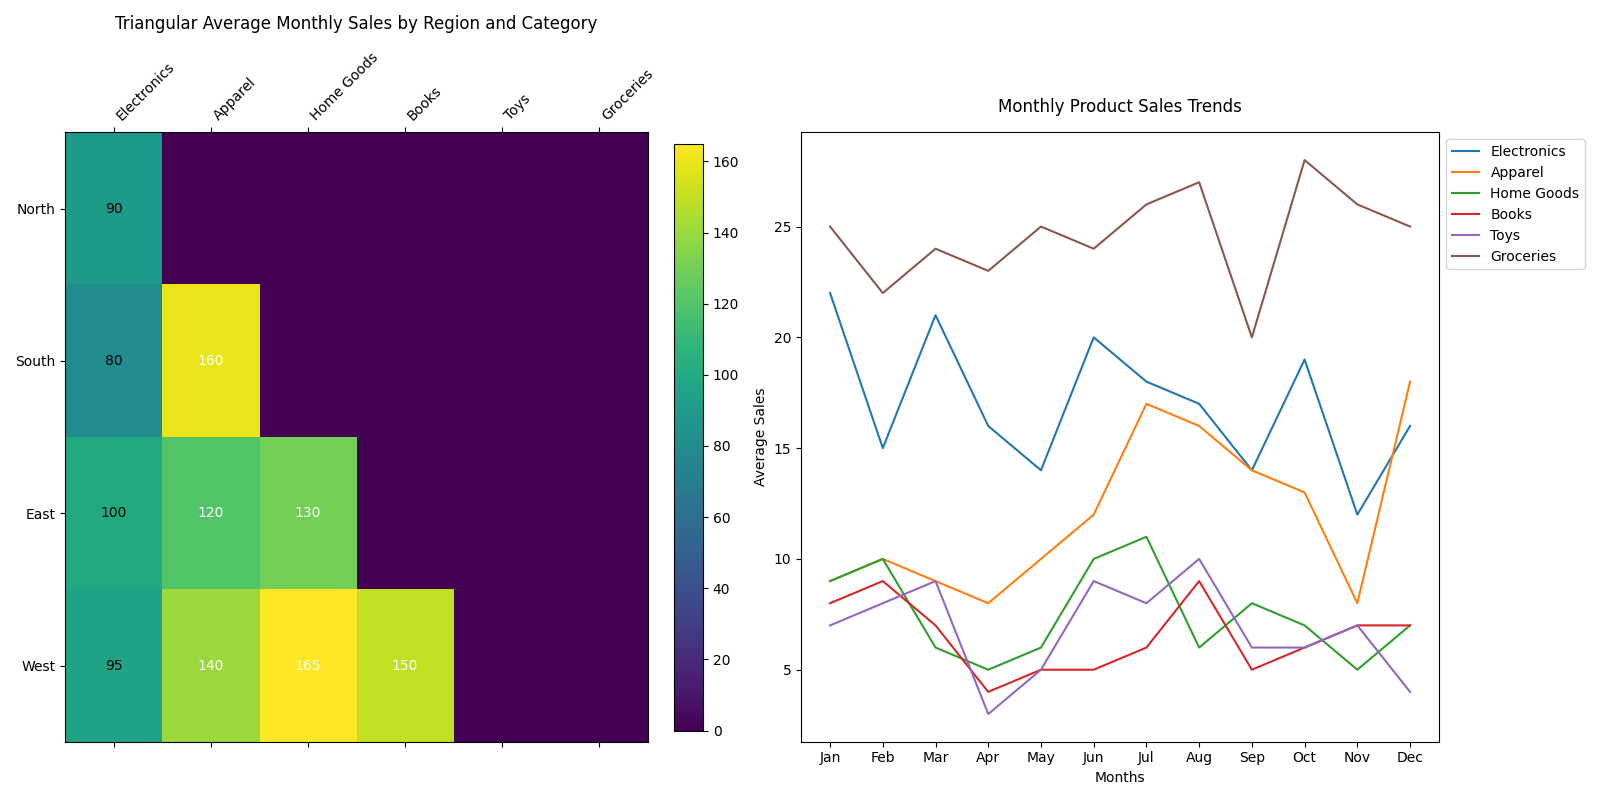 Triangular Average Monthly Sales by Region and Category
Electronics
Apparel
Home Goods
Books
Toys
Groceries
North
South
East
West
90
80
160
100
120
130
95
140
165
150
160
140
120
100
80
60
40
20
0
Monthly Product Sales Trends
Average Sales
25
20
15
10
5
Jan
Feb
Mar
Apr
May
Jun
Jul
Aug
Sep
Oct
Nov
Dec
Months
Electronics
Apparel
Home Goods
Books
Toys
Groceries